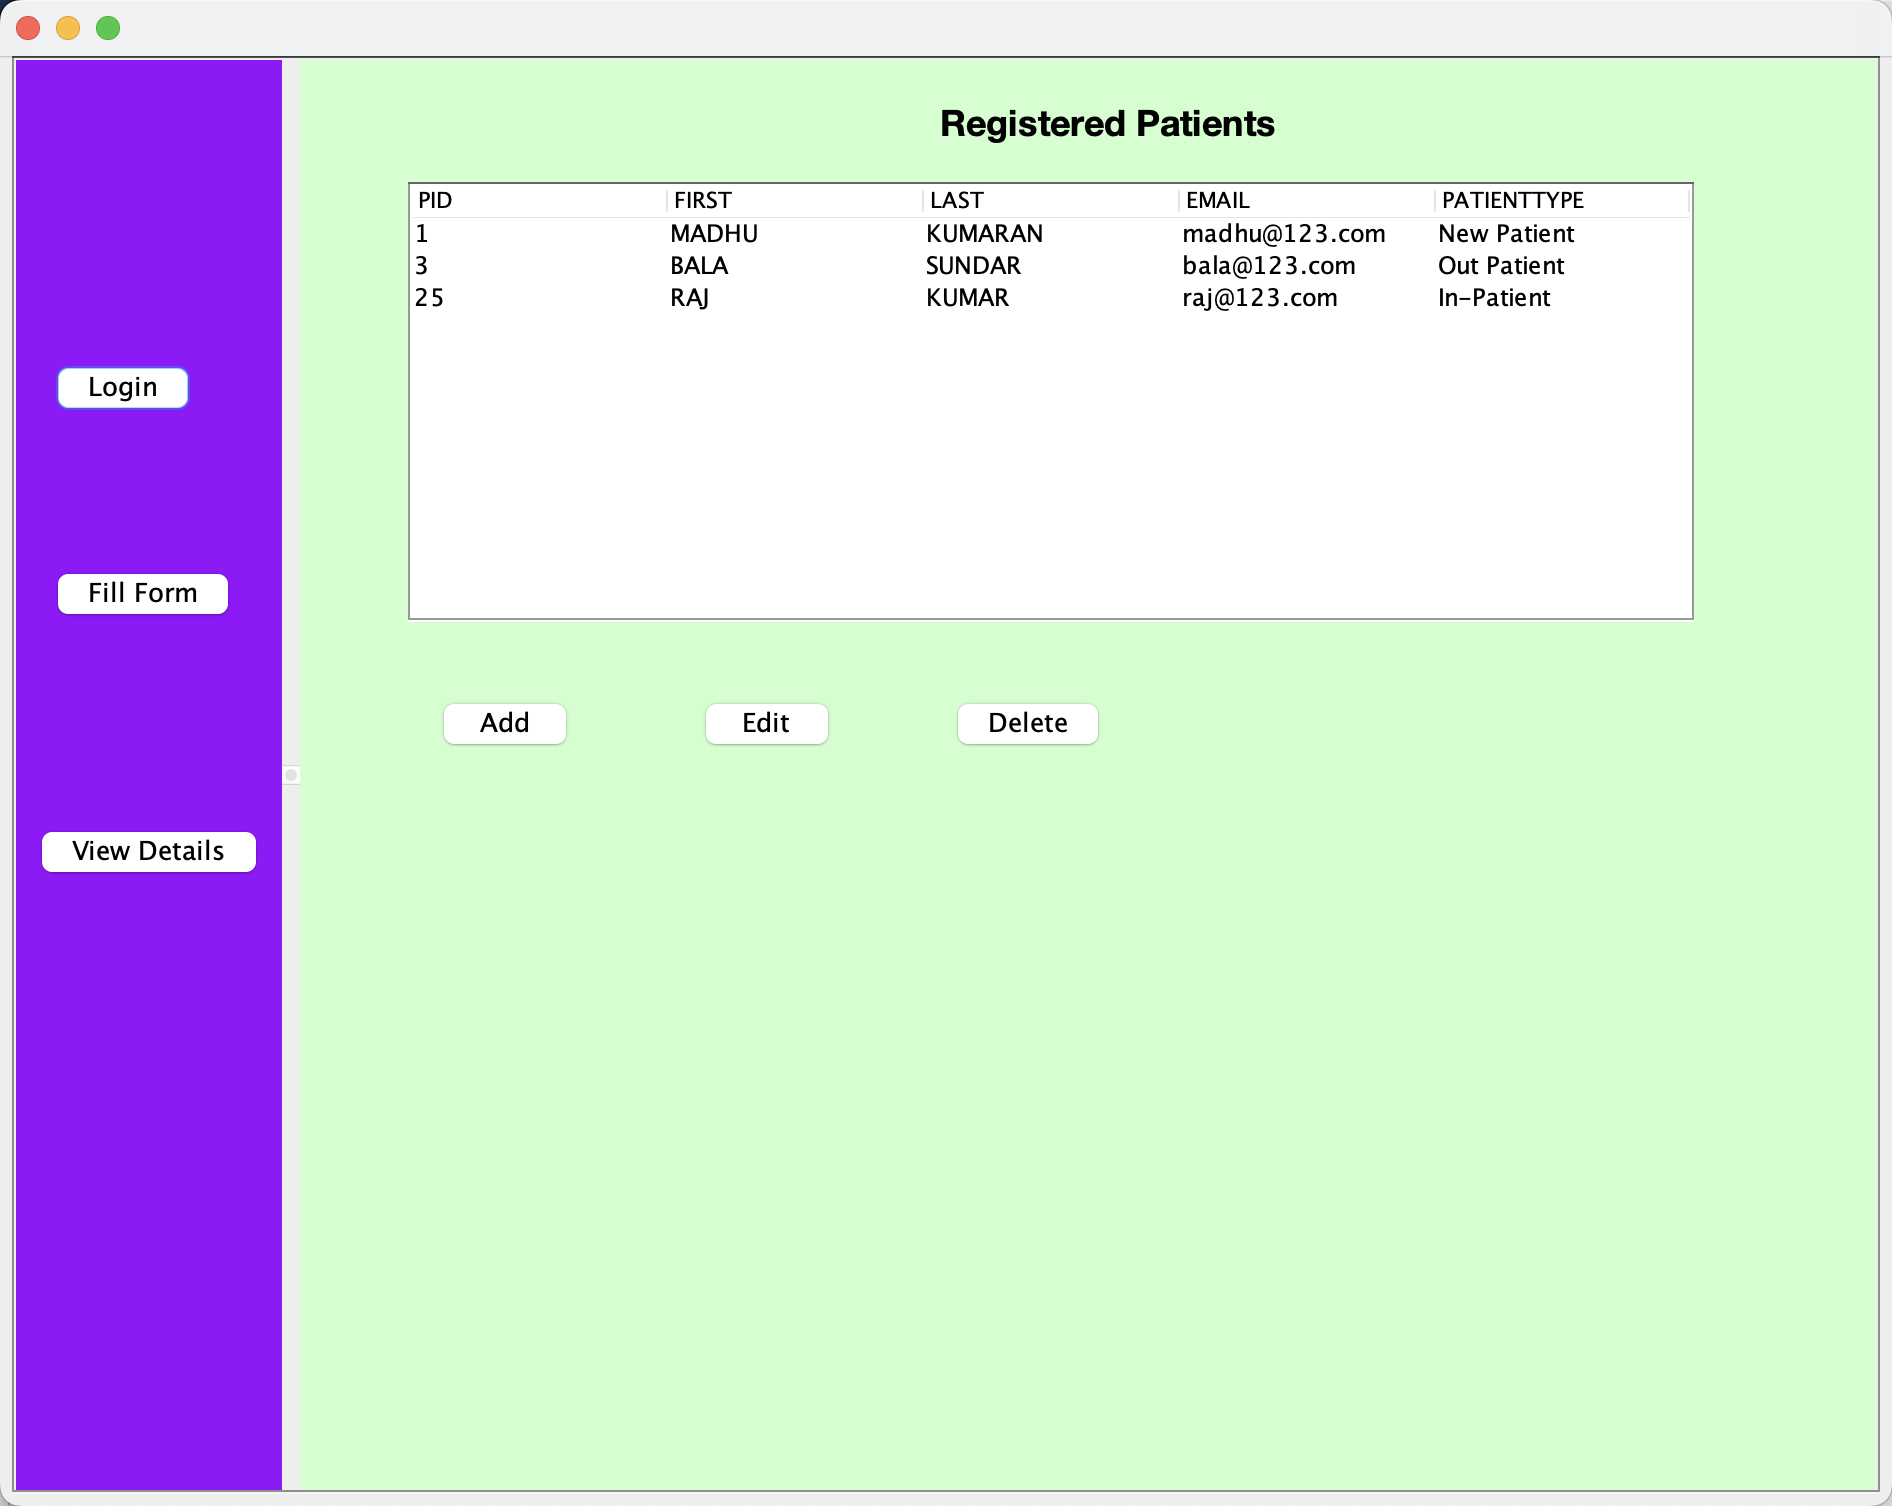 Registered Patients
PID FIRST LAST EMAIL PATIENTTYPE
1 MADHU KUMARAN madhu@123.com New Patient
3 BALA SUNDAR bala@123.com Out Patient
25 RAJ KUMAR raj@123.com In-Patient
Login
Fill Form
Add Edit Delete
View Details